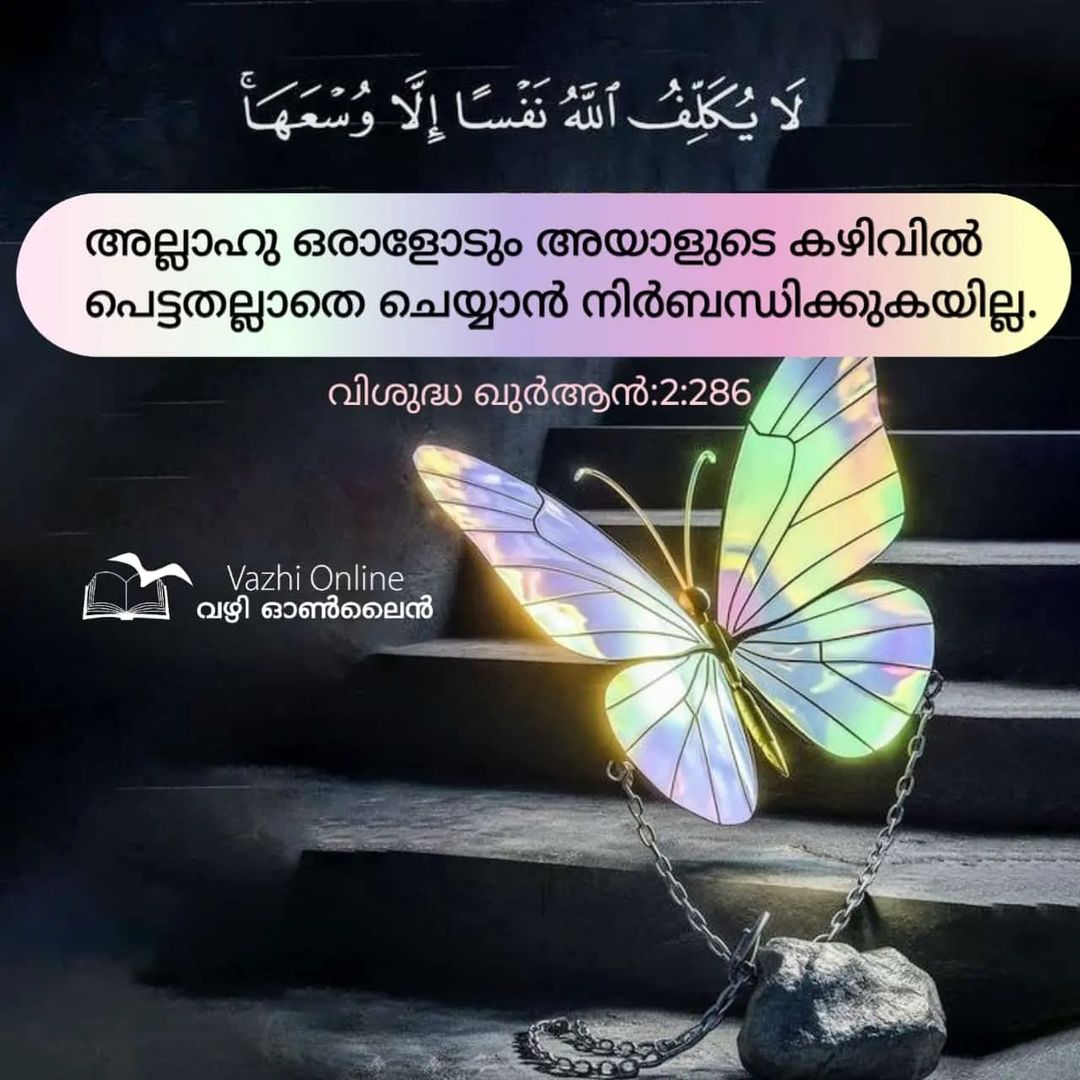 لَا يُكَلِّفُ ٱللَّهُ نَفْسًا إِلَّا وُسْعَهَاۚ
അല്ലാഹു ഒരാളോടും അയാളുടെ കഴിവിൽ
പെട്ടതല്ലാതെ ചെയ്യാൻ നിർബന്ധിക്കുകയില്ല.
വിശുദ്ധ ഖുർആൻ:2:286
Vazhi Online
വഴി ഓൺലൈൻ